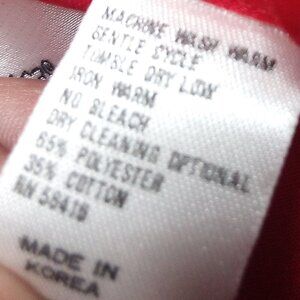 MACHINE WASH WARM
GENTLE CYCLE
TUMBLE DRY LOW
IRON WARM
NO BLEACH
DRY CLEANING OPTIONAL
65% POLYESTER
35% COTTON
RN 58416
MADE IN
KOREA